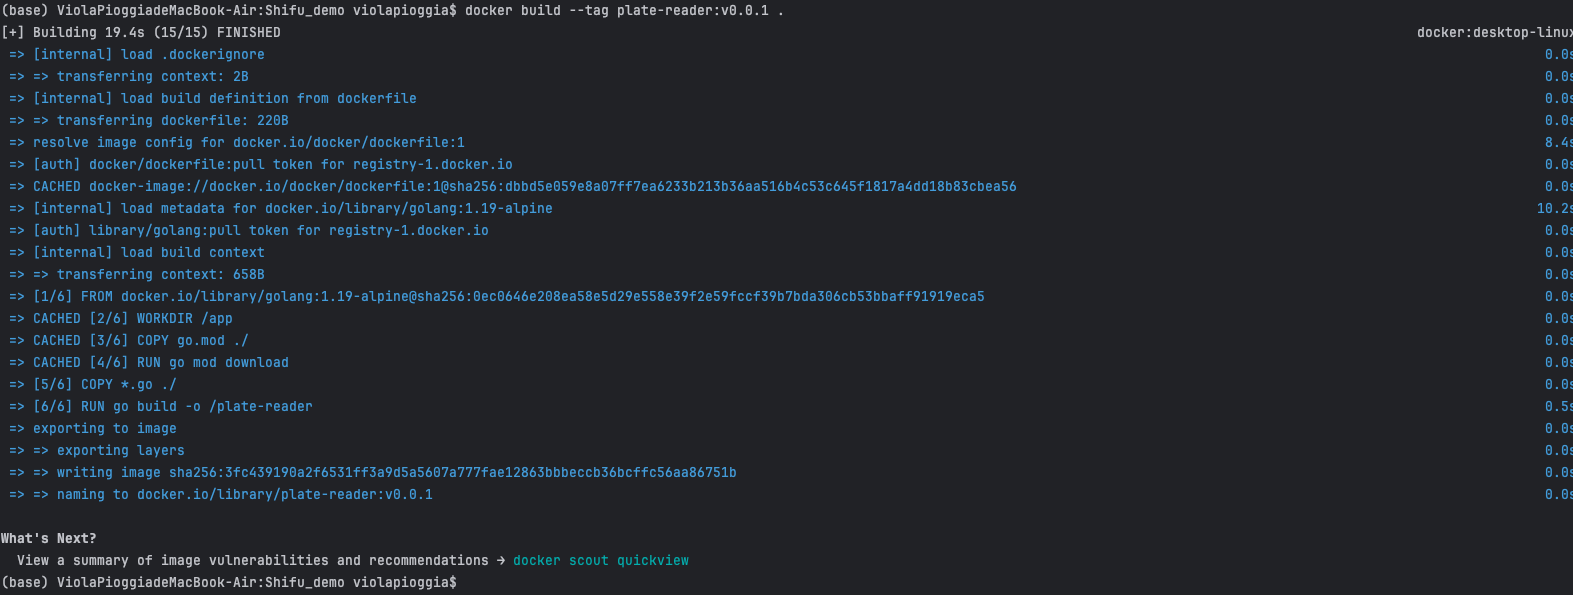 (base) ViolaPioggiadeMacBook-Air:Shifu_demo violapioggia$ docker build --tag plate-reader:v0.0.1 .
[+] Building 19.4s (15/15) FINISHED docker:desktop-linux
=> [internal] load .dockerignore 0.0s
=> => transferring context: 2B 0.0s
=> [internal] load build definition from dockerfile 0.0s
=> => transferring dockerfile: 220B 0.0s
=> resolve image config for docker.io/docker/dockerfile:1 8.4s
=> [auth] docker/dockerfile:pull token for registry-1.docker.io 0.0s
=> CACHED docker-image://docker.io/docker/dockerfile:1@sha256:dbbd5e059e8a07ff7ea6233b213b36aa516b4c53c645f1817a4dd18b83cbea56 0.0s
=> [internal] load metadata for docker.io/library/golang:1.19-alpine 10.2s
=> [auth] library/golang:pull token for registry-1.docker.io 0.0s
=> [internal] load build context 0.0s
=> => transferring context: 658B 0.0s
=> [1/6] FROM docker.io/library/golang:1.19-alpine@sha256:0ec0646e208ea58e5d29e558e39f2e59fccf39b7bda306cb53bbaff91919eca5 0.0s
=> CACHED [2/6] WORKDIR /app 0.0s
=> CACHED [3/6] COPY go.mod ./ 0.0s
=> CACHED [4/6] RUN go mod download 0.0s
=> [5/6] COPY *.go ./ 0.0s
=> [6/6] RUN go build -o /plate-reader 0.5s
=> exporting to image 0.0s
=> => exporting layers 0.0s
=> => writing image sha256:3fc439190a2f6531ff3a9d5a5607a777fae12863bbbeccb36bcffc56aa86751b 0.0s
=> => naming to docker.io/library/plate-reader:v0.0.1 0.0s
What's Next?
View a summary of image vulnerabilities and recommendations → docker scout quickview
(base) ViolaPioggiadeMacBook-Air:Shifu_demo violapioggia$